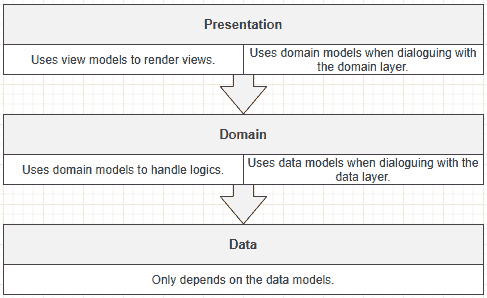 Presentation
Uses view models to render views.
Uses domain models when dialoguing with
the domain layer.
Domain
Uses domain models to handle logics.
Uses data models when dialoguing with the
data layer.
Data
Only depends on the data models.